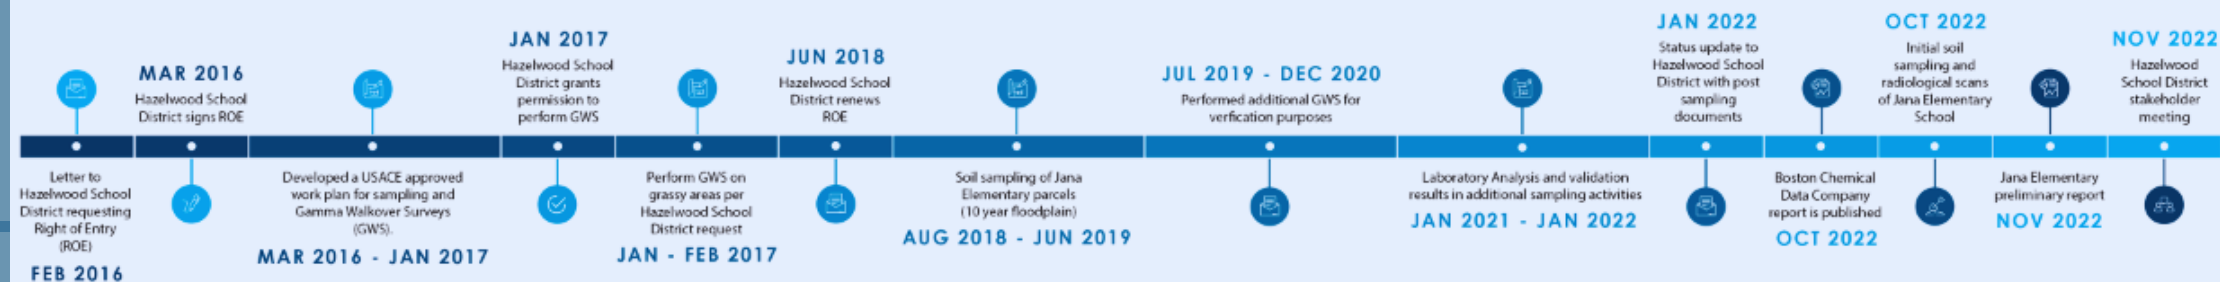 Letter to
Hazelwood School
District requesting
Right of Entry
(ROE)
FEB 2016
MAR 2016
Hazelwood School
District signs ROE
Developed a USACE approved
work plan for sampling and
Gamma Walkover Surveys
(GWS).
MAR 2016 - JAN 2017
JAN 2017
Hazelwood School
District grants
permission to
perform GWS
Perform GWS on
grassy areas per
Hazelwood School
District request
JAN - FEB 2017
JUN 2018
Hazelwood School
District renews
ROE
Soil sampling of Jana
Elementary parcels
(10 year floodplain)
AUG 2018 - JUN 2019
JUL 2019 - DEC 2020
Performed additional GWS for
verfication purposes
Laboratory Analysis and validation
results in additional sampling activities
JAN 2021 - JAN 2022
JAN 2022
Status update to
Hazelwood School
District with post
sampling
documents
Boston Chemical
Data Company
report is published
OCT 2022
OCT 2022
Initial soil
sampling and
radiological scans
of Jana Elementary
School
Jana Elementary
preliminary report
NOV 2022
NOV 2022
Hazelwood
School District
stakeholder
meeting